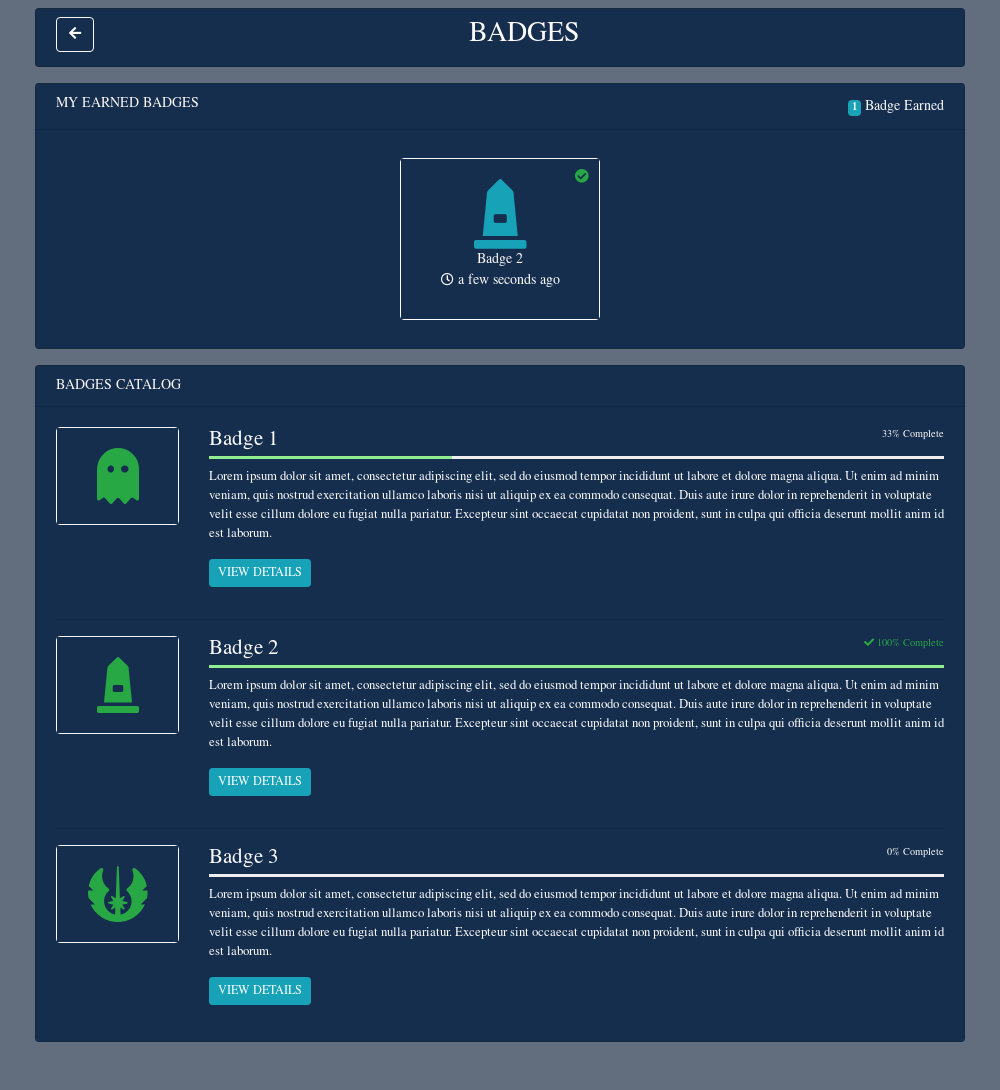 BADGES
MY EARNED BADGES
1 Badge Earned
Badge 2
a few seconds ago
BADGES CATALOG
Badge 1
33% Complete
Lorem ipsum dolor sit amet, consectetur adipiscing elit, sed do eiusmod tempor incididunt ut labore et dolore magna aliqua. Ut enim ad minim
veniam, quis nostrud exercitation ullamco laboris nisi ut aliquip ex ea commodo consequat. Duis aute irure dolor in reprehenderit in voluptate
velit esse cillum dolore eu fugiat nulla pariatur. Excepteur sint occaecat cupidatat non proident, sunt in culpa qui officia deserunt mollit anim id
est laborum.
VIEW DETAILS
Badge 2
100% Complete
Lorem ipsum dolor sit amet, consectetur adipiscing elit, sed do eiusmod tempor incididunt ut labore et dolore magna aliqua. Ut enim ad minim
veniam, quis nostrud exercitation ullamco laboris nisi ut aliquip ex ea commodo consequat. Duis aute irure dolor in reprehenderit in voluptate
velit esse cillum dolore eu fugiat nulla pariatur. Excepteur sint occaecat cupidatat non proident, sunt in culpa qui officia deserunt mollit anim id
est laborum.
VIEW DETAILS
Badge 3
0% Complete
Lorem ipsum dolor sit amet, consectetur adipiscing elit, sed do eiusmod tempor incididunt ut labore et dolore magna aliqua. Ut enim ad minim
veniam, quis nostrud exercitation ullamco laboris nisi ut aliquip ex ea commodo consequat. Duis aute irure dolor in reprehenderit in voluptate
velit esse cillum dolore eu fugiat nulla pariatur. Excepteur sint occaecat cupidatat non proident, sunt in culpa qui officia deserunt mollit anim id
est laborum.
VIEW DETAILS